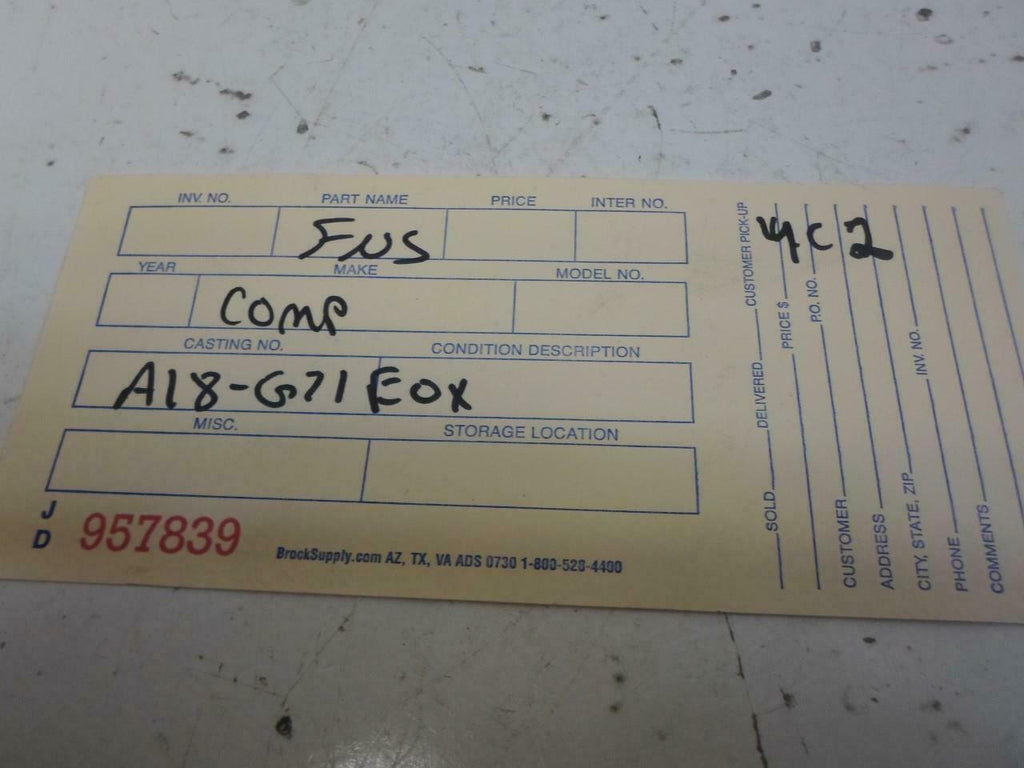 INV. NO. PART NAME PRICE INTER NO.
FUS
YEAR MAKE MODEL NO.
COMP
CASTING NO. CONDITION DESCRIPTION
A18-G71EOX
MISC. STORAGE LOCATION
J D 957839
BrockSupply.com AZ, TX, VA ADS 0730 1-800-528-4400
SOLD DELIVERED CUSTOMER PICK-UP
PRICE $ P.O. NO.
CUSTOMER
ADDRESS
CITY, STATE, ZIP INV. NO.
PHONE
COMMENTS